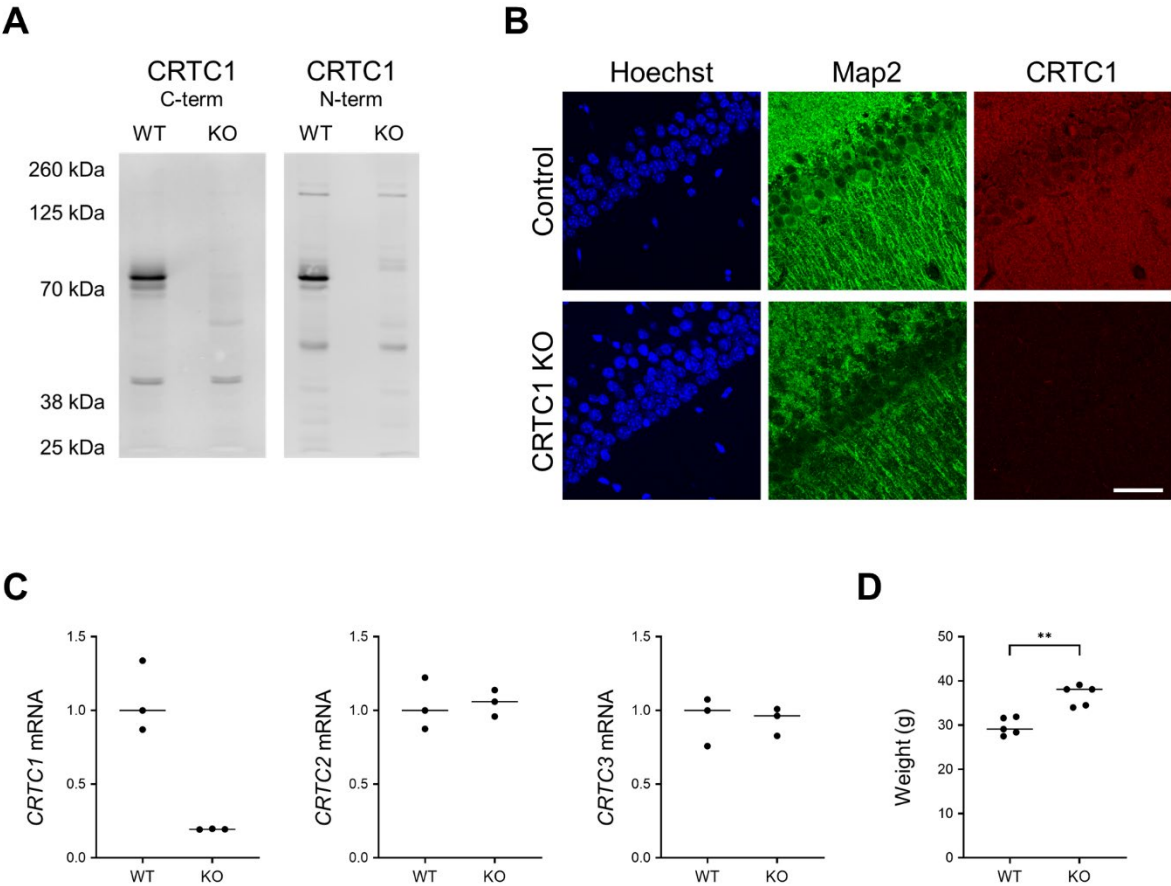 A
CRTC1
C-term
CRTC1
N-term
WT KO WT KO
260 kDa
125 kDa
70 kDa
38 kDa
25 kDa
B
Hoechst Map2 CRTC1
Control
CRTC1 KO
C
CRTC1 mRNA
1.5
1.0
0.5
0.0
WT KO
CRTC2 mRNA
1.5
1.0
0.5
0.0
WT KO
CRTC3 mRNA
1.5
1.0
0.5
0.0
WT KO
D
Weight (g)
50
40
30
20
10
0
**
WT KO